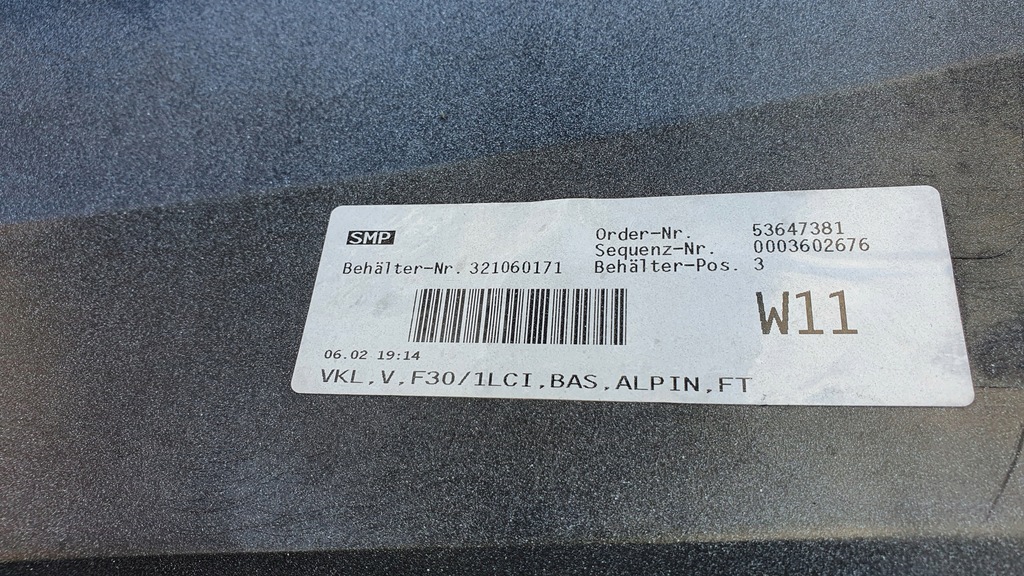 SMP
Order-Nr. 53647381
Sequenz-Nr. 0003602676
Behälter-Nr. 321060171 Behälter-Pos. 3
W11
06.02 19:14
VKL,V,F30/1LCI,BAS,ALPIN,FT